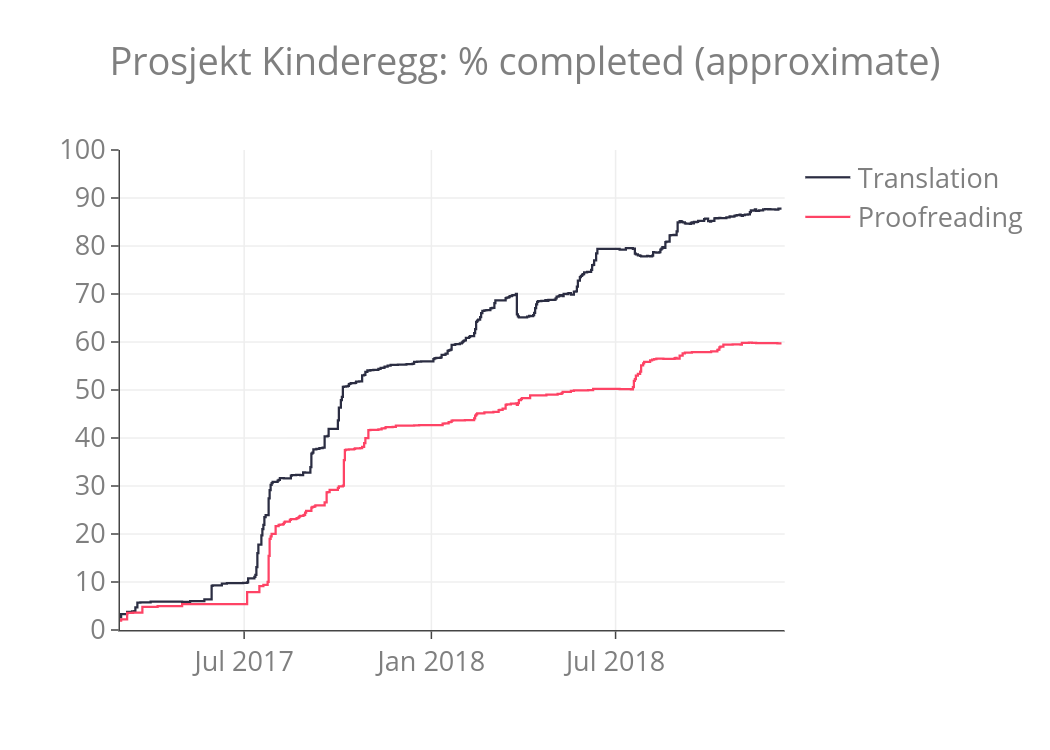 Prosjekt Kinderegg: % completed (approximate)
100
90
80
70
60
50
40
30
20
10
0
Jul 2017 Jan 2018 Jul 2018
Translation
Proofreading